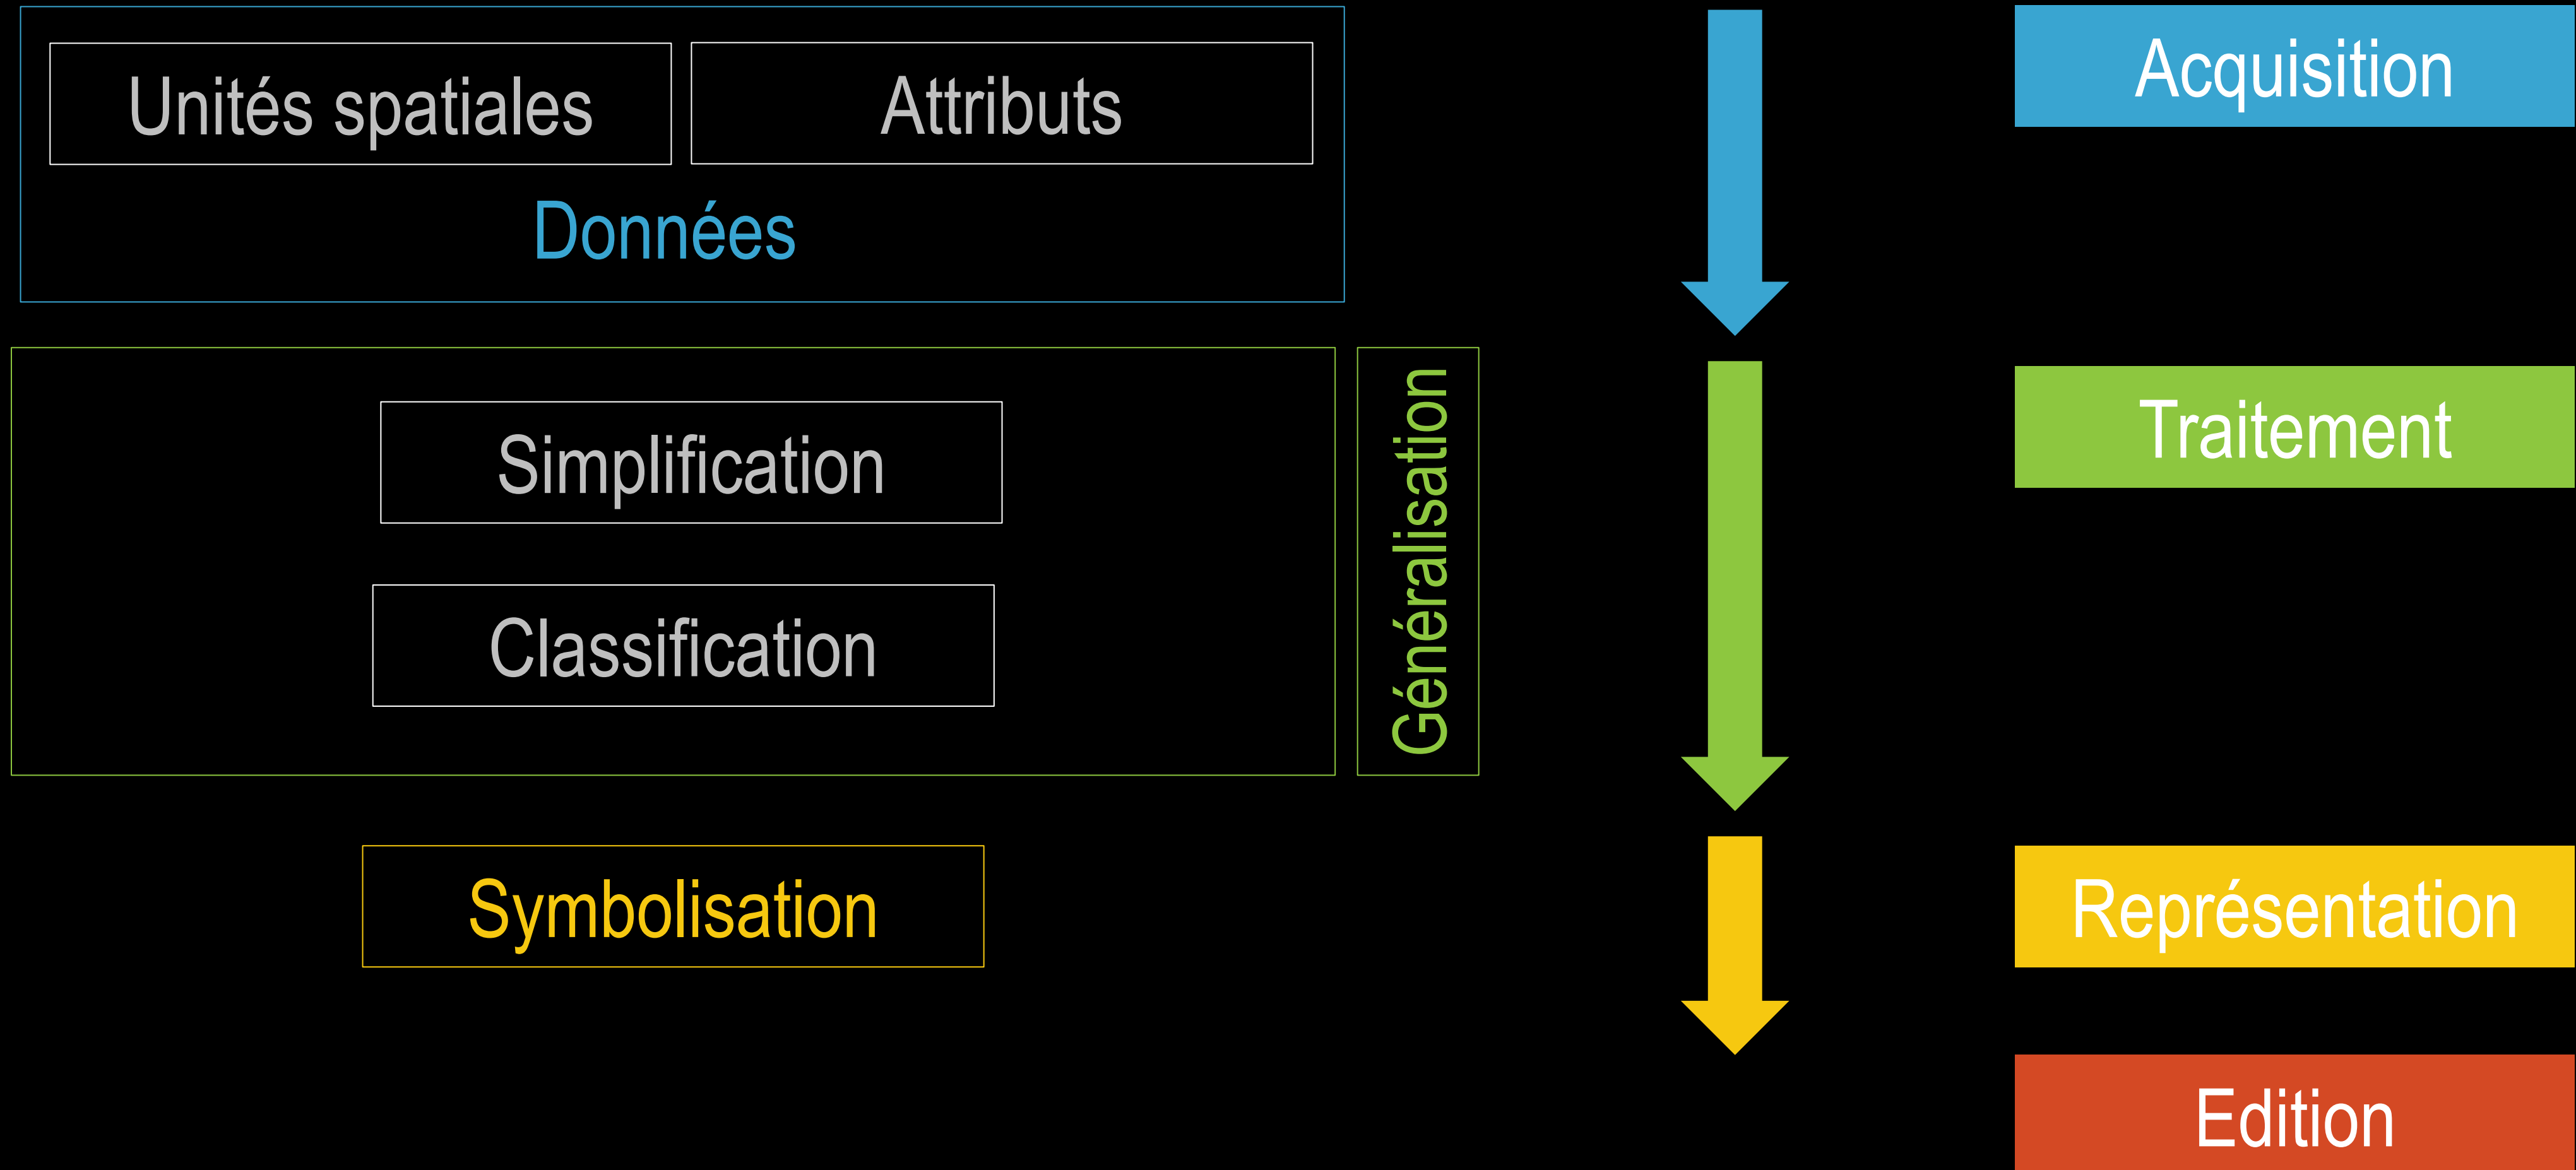 Unités spatiales
Attributs
Données
Acquisition
Simplification
Classification
Généralisation
Traitement
Symbolisation
Représentation
Edition